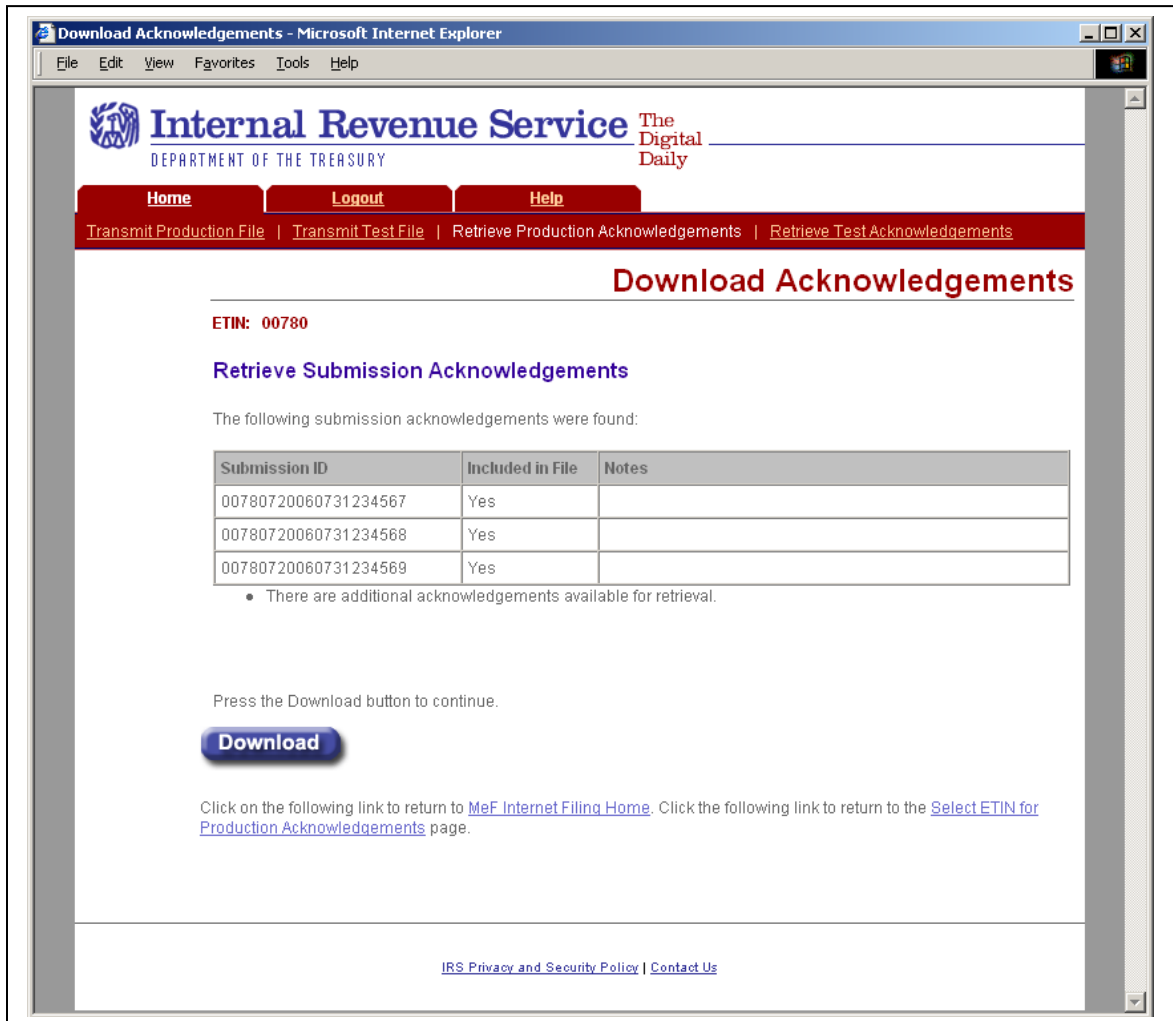 Download Acknowledgements - Microsoft Internet Explorer
File Edit View Favorites Tools Help
Internal Revenue Service
DEPARTMENT OF THE TREASURY
The
Digital
Daily
Home Logout Help
Transmit Production File | Transmit Test File | Retrieve Production Acknowledgements | Retrieve Test Acknowledgements
Download Acknowledgements
ETIN: 00780
Retrieve Submission Acknowledgements
The following submission acknowledgements were found:
Submission ID Included in File Notes
00780720060731234567 Yes
00780720060731234568 Yes
00780720060731234569 Yes
• There are additional acknowledgements available for retrieval.
Press the Download button to continue.
Download
Click on the following link to return to MeF Internet Filing Home. Click the following link to return to the Select ETIN for
Production Acknowledgements page.
IRS Privacy and Security Policy | Contact Us